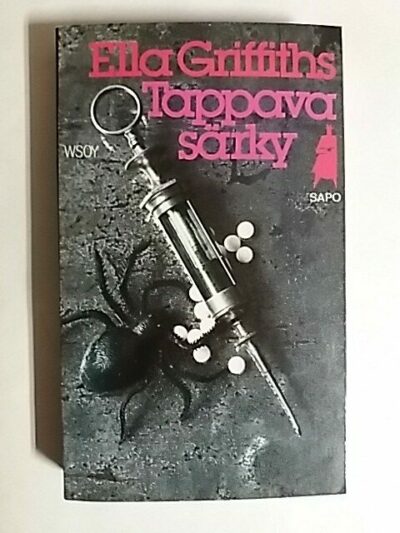 Ella Griffiths
Tappava
särky
WSOY
SAPO